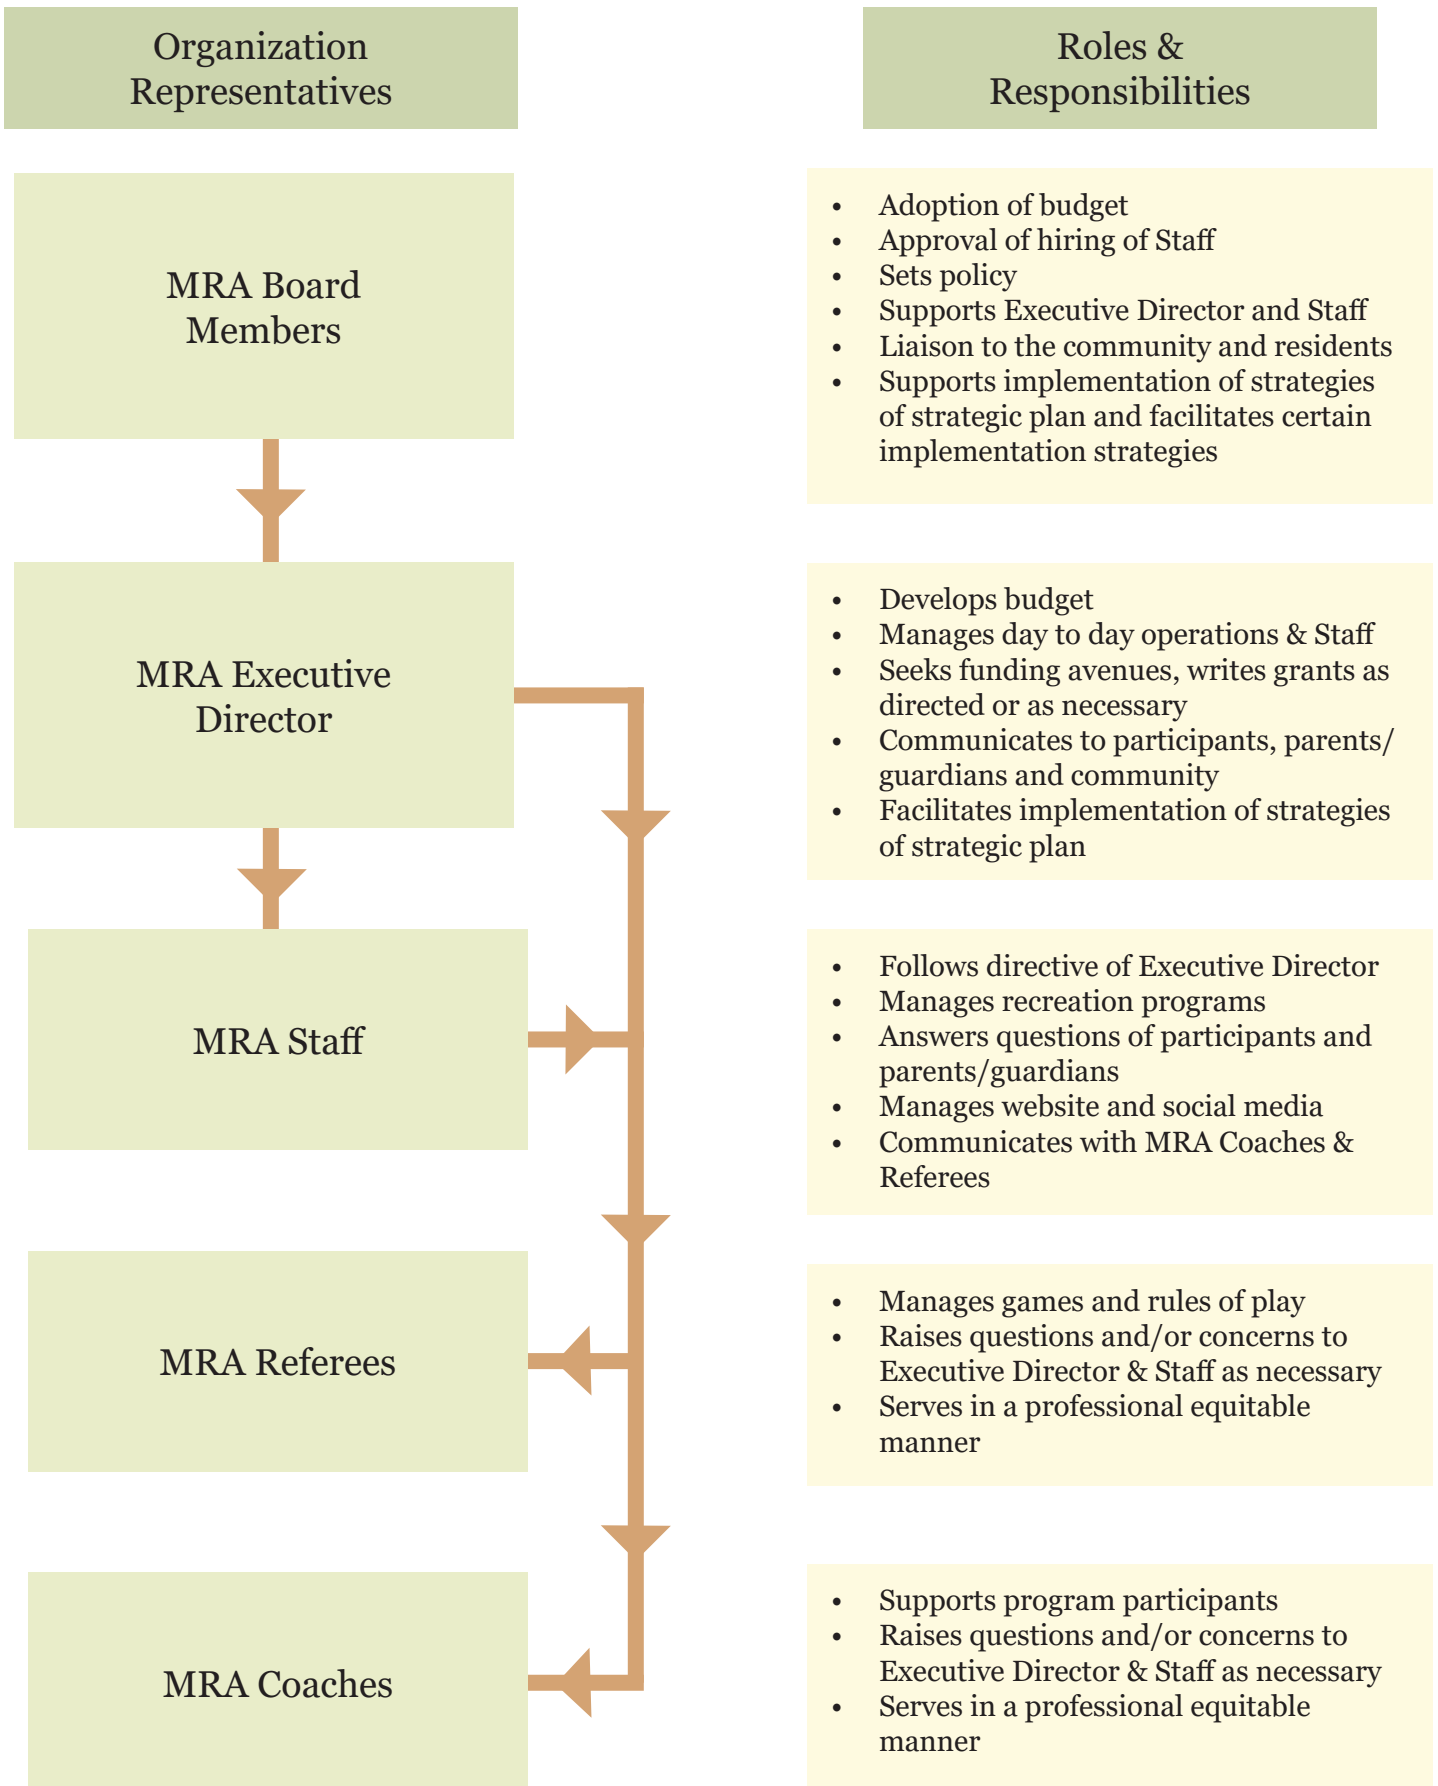 Organization
Representatives
Roles &
Responsibilities
MRA Board
Members
• Adoption of budget
• Approval of hiring of Staff
• Sets policy
• Supports Executive Director and Staff
• Liaison to the community and residents
• Supports implementation of strategies
of strategic plan and facilitates certain
implementation strategies
MRA Executive
Director
• Develops budget
• Manages day to day operations & Staff
• Seeks funding avenues, writes grants as
directed or as necessary
• Communicates to participants, parents/
guardians and community
• Facilitates implementation of strategies
of strategic plan
MRA Staff
• Follows directive of Executive Director
• Manages recreation programs
• Answers questions of participants and
parents/guardians
• Manages website and social media
• Communicates with MRA Coaches &
Referees
MRA Referees
• Manages games and rules of play
• Raises questions and/or concerns to
Executive Director & Staff as necessary
• Serves in a professional equitable
manner
MRA Coaches
• Supports program participants
• Raises questions and/or concerns to
Executive Director & Staff as necessary
• Serves in a professional equitable
manner